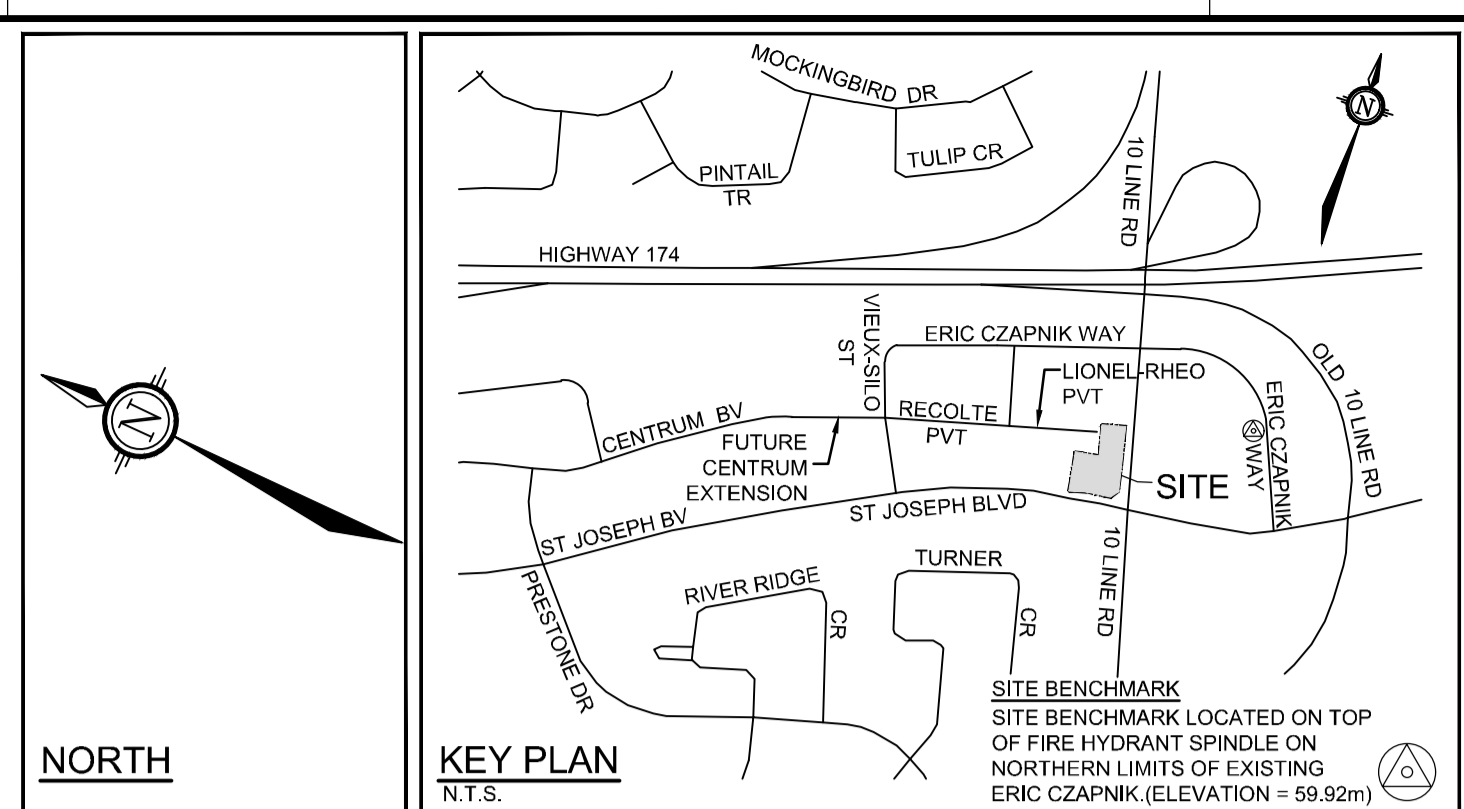 N
NORTH
MOCKINGBIRD DR
N
PINTAIL
TR
TULIP CR
10 LINE RD
HIGHWAY 174
VIEUX-SILO
ST
ERIC CZAPNIK WAY
LIONEL-RHEO
PVT
OLD 10 LINE RD
ERIC CZAPNIK
WAY
RECOLTE
PVT
CENTRUM BV
FUTURE
CENTRUM
EXTENSION
SITE
ST JOSEPH BV
ST JOSEPH BLVD
10 LINE RD
PRESTONE DR
RIVER RIDGE
CR
TURNER
CR
SITE BENCHMARK
SITE BENCHMARK LOCATED ON TOP
OF FIRE HYDRANT SPINDLE ON
NORTHERN LIMITS OF EXISTING
ERIC CZAPNIK.(ELEVATION = 59.92m)
KEY PLAN
N.T.S.